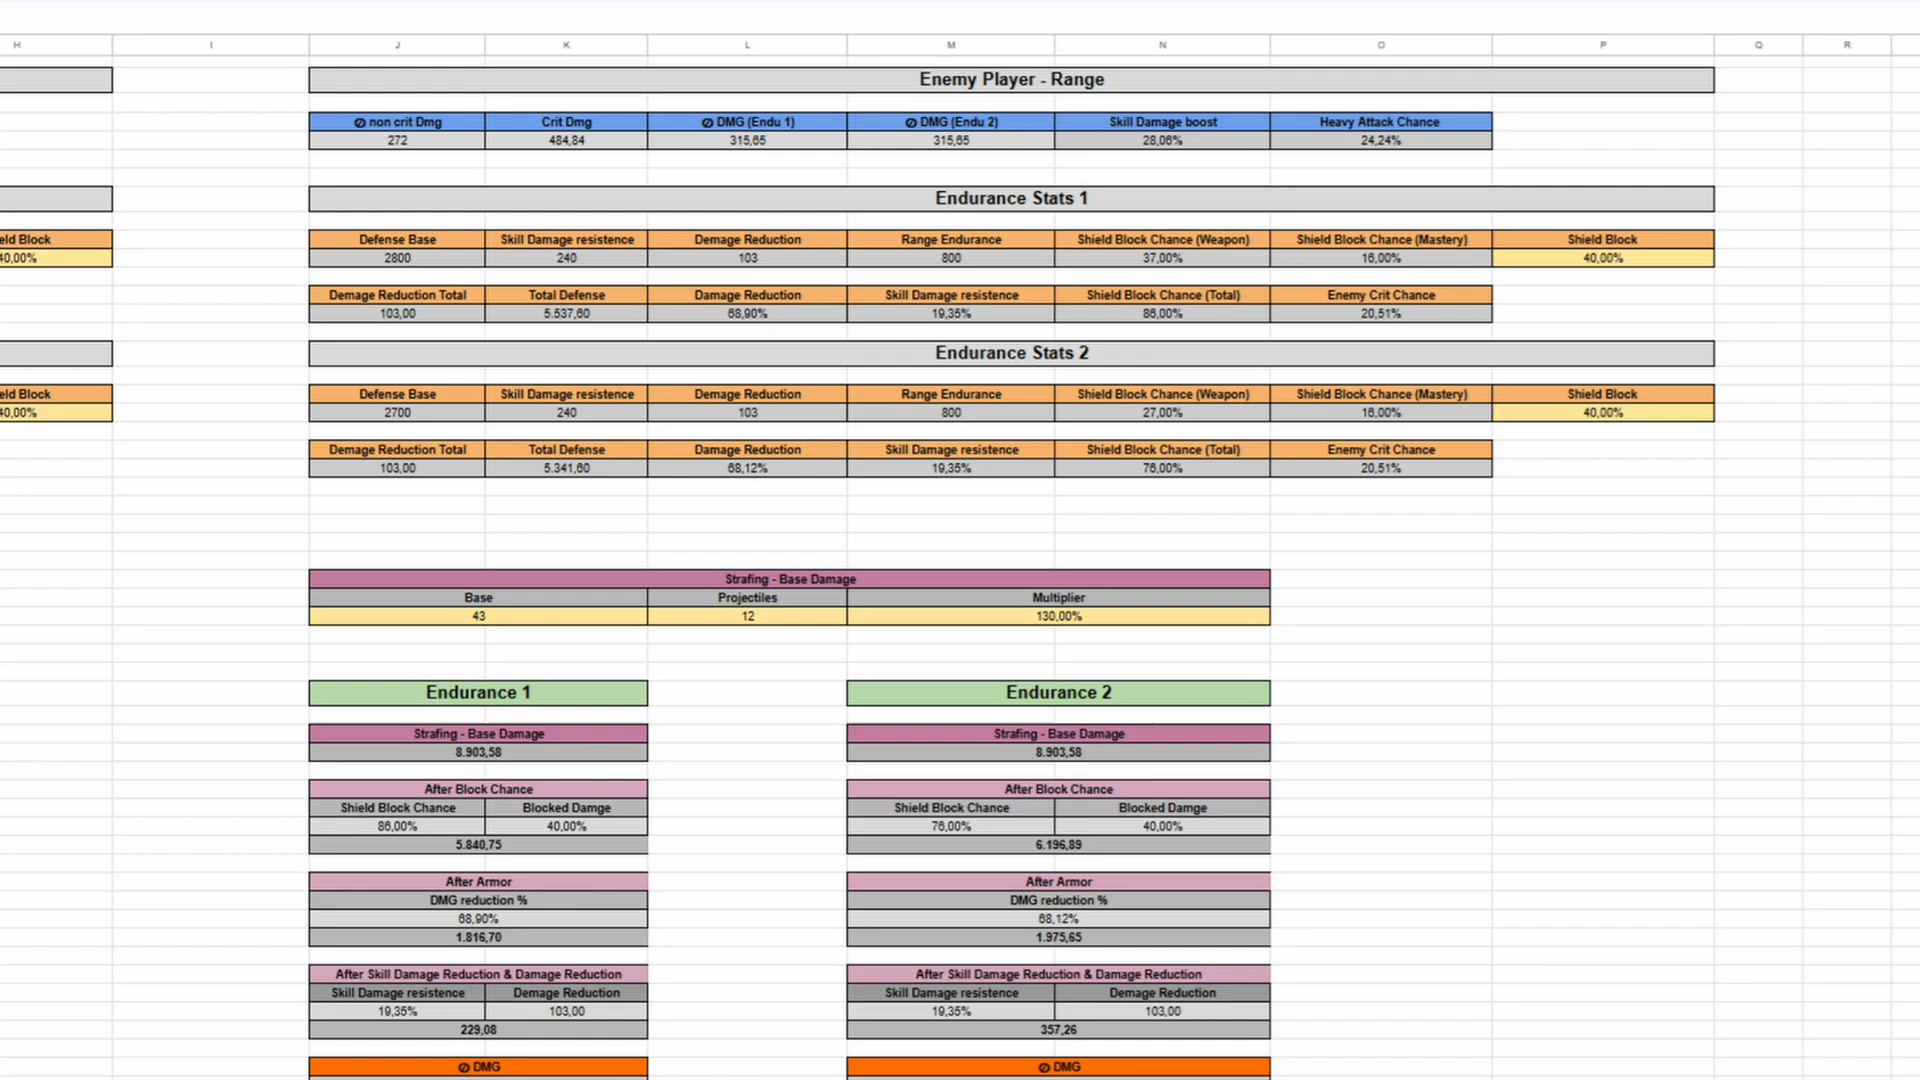 H I J K L M N O P Q R
Enemy Player - Range
∅ non crit Dmg Crit Dmg ∅ DMG (Endu 1) ∅ DMG (Endu 2) Skill Damage boost Heavy Attack Chance
272 484,84 315,65 315,65 28,06% 24,24%
Endurance Stats 1
eld Block Defense Base Skill Damage resistence Demage Reduction Range Endurance Shield Block Chance (Weapon) Shield Block Chance (Mastery) Shield Block
40,00% 2800 240 103 800 37,00% 16,00% 40,00%
Demage Reduction Total Total Defense Damage Reduction Skill Damage resistence Shield Block Chance (Total) Enemy Crit Chance
103,00 5.537,60 68,90% 19,35% 86,00% 20,51%
Endurance Stats 2
eld Block Defense Base Skill Damage resistence Demage Reduction Range Endurance Shield Block Chance (Weapon) Shield Block Chance (Mastery) Shield Block
40,00% 2700 240 103 800 27,00% 16,00% 40,00%
Demage Reduction Total Total Defense Damage Reduction Skill Damage resistence Shield Block Chance (Total) Enemy Crit Chance
103,00 5.341,60 68,12% 19,35% 76,00% 20,51%
Strafing - Base Damage
Base Projectiles Multiplier
43 12 130,00%
Endurance 1 Endurance 2
Strafing - Base Damage Strafing - Base Damage
8.903,58 8.903,58
After Block Chance After Block Chance
Shield Block Chance Blocked Damge Shield Block Chance Blocked Damge
86,00% 40,00% 76,00% 40,00%
5.840,75 6.196,89
After Armor After Armor
DMG reduction % DMG reduction %
68,90% 68,12%
1.816,70 1.975,65
After Skill Damage Reduction & Damage Reduction After Skill Damage Reduction & Damage Reduction
Skill Damage resistence Demage Reduction Skill Damage resistence Demage Reduction
19,35% 103,00 19,35% 103,00
229,08 357,26
∅ DMG ∅ DMG